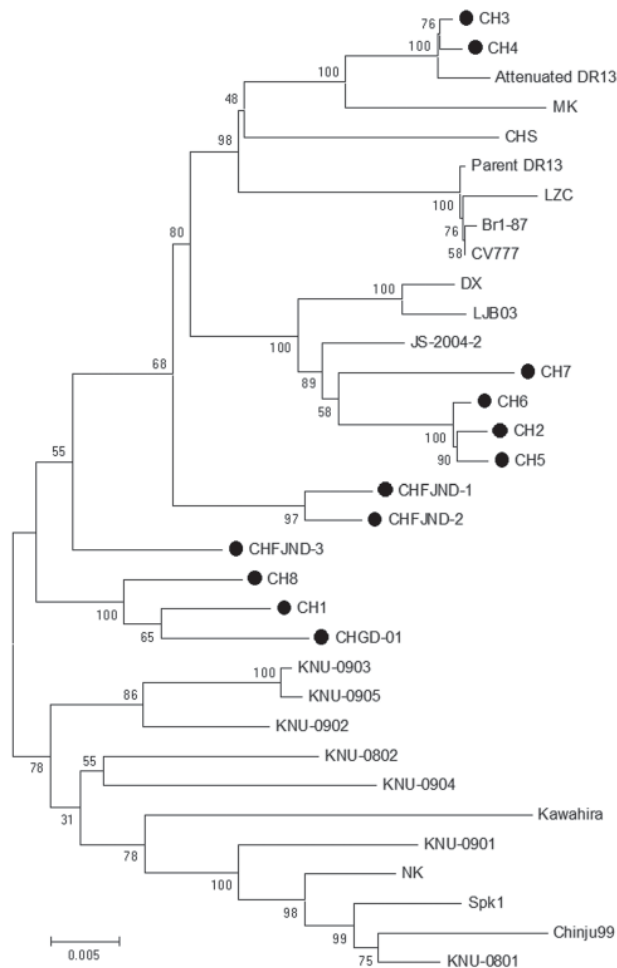 76
CH3
100
CH4
100
Attenuated DR13
48
MK
98
CHS
Parent DR13
100
LZC
80
76
Br1-87
58
CV777
DX
100
LJB03
100
JS-2004-2
68
89
CH7
58
CH6
100
CH2
55
90
CH5
CHFJND-1
97
CHFJND-2
CHFJND-3
CH8
100
CH1
65
CHGD-01
100
KNU-0903
86
KNU-0905
KNU-0902
78
55
KNU-0802
KNU-0904
31
Kawahira
78
KNU-0901
100
NK
98
Spk1
99
Chinju99
75
KNU-0801
0.005